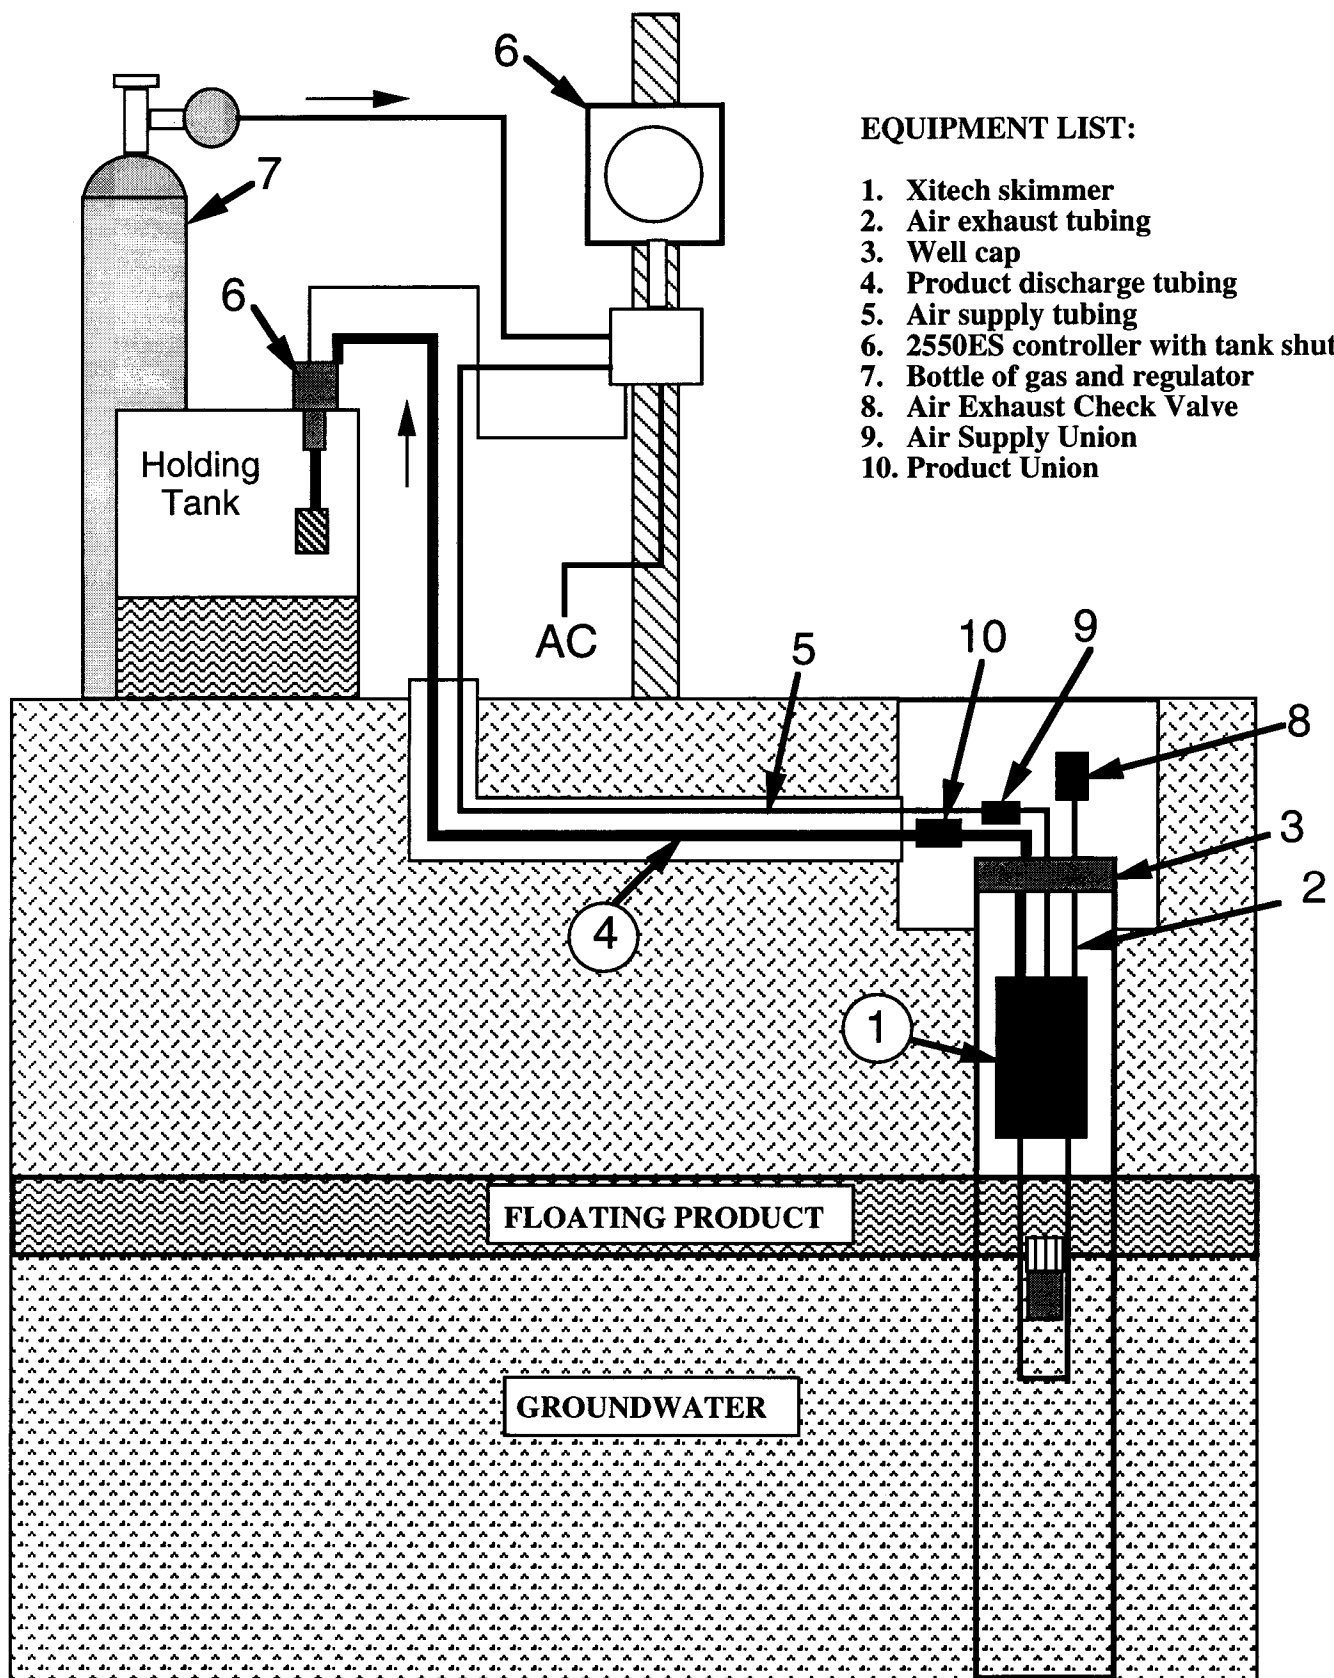 6
EQUIPMENT LIST:
1. Xitech skimmer
2. Air exhaust tubing
3. Well cap
4. Product discharge tubing
5. Air supply tubing
6. 2550ES controller with tank shut
7. Bottle of gas and regulator
8. Air Exhaust Check Valve
9. Air Supply Union
10. Product Union
7
6
Holding
Tank
AC
5
10
9
8
3
2
4
1
FLOATING PRODUCT
GROUNDWATER